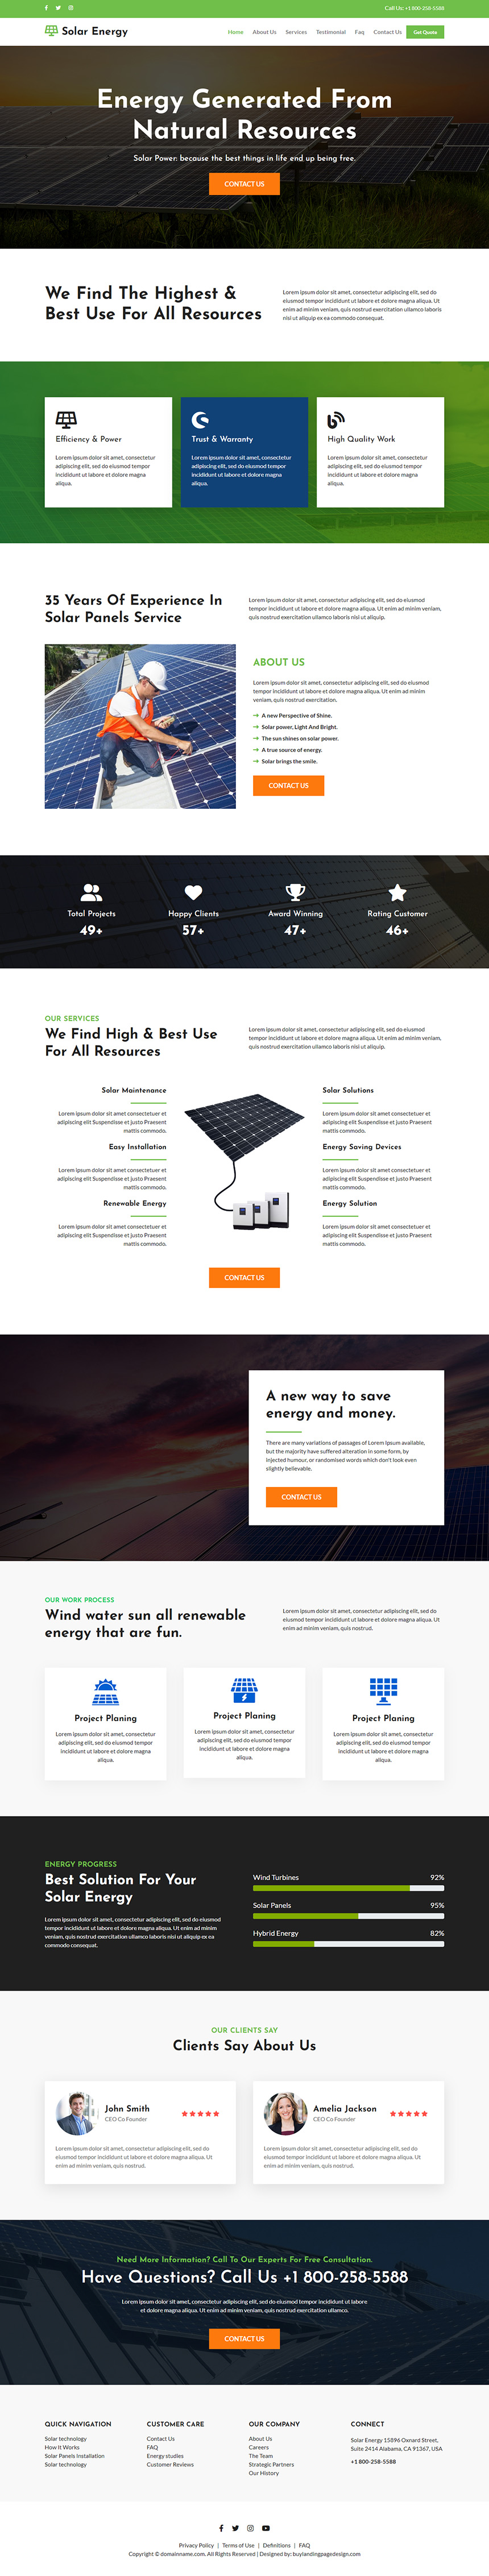 Call Us: +1 800-258-5588
Solar Energy
Home About Us Services Testimonial Faq Contact Us Get Quote
Energy Generated From
Natural Resources
Solar Power: because the best things in life end up being free.
CONTACT US
We Find The Highest &
Best Use For All Resources
Lorem ipsum dolor sit amet, consectetur adipiscing elit, sed do
eiusmod tempor incididunt ut labore et dolore magna aliqua. Ut
enim ad minim veniam, quis nostrud exercitation ullamco laboris
nisi ut aliquip ex ea commodo consequat.
Efficiency & Power
Lorem ipsum dolor sit amet, consectetur
adipiscing elit, sed do eiusmod tempor
incididunt ut labore et dolore magna
aliqua.
Trust & Warranty
Lorem ipsum dolor sit amet, consectetur
adipiscing elit, sed do eiusmod tempor
incididunt ut labore et dolore magna
aliqua.
High Quality Work
Lorem ipsum dolor sit amet, consectetur
adipiscing elit, sed do eiusmod tempor
incididunt ut labore et dolore magna
aliqua.
35 Years Of Experience In
Solar Panels Service
Lorem ipsum dolor sit amet, consectetur adipiscing elit, sed do eiusmod
tempor incididunt ut labore et dolore magna aliqua. Ut enim ad minim veniam,
quis nostrud exercitation ullamco laboris nisi ut aliquip.
ABOUT US
Lorem ipsum dolor sit amet, consectetur adipiscing elit, sed do eiusmod
tempor incididunt ut labore et dolore magna aliqua. Ut enim ad minim
veniam, quis nostrud exercitation.
A new Perspective of Shine.
Solar power, Light And Bright.
The sun shines on solar power.
A true source of energy.
Solar brings the smile.
CONTACT US
Total Projects
49+
Happy Clients
57+
Award Winning
47+
Rating Customer
46+
OUR SERVICES
We Find High & Best Use
For All Resources
Lorem ipsum dolor sit amet, consectetur adipiscing elit, sed do eiusmod
tempor incididunt ut labore et dolore magna aliqua. Ut enim ad minim veniam,
quis nostrud exercitation ullamco laboris nisi ut aliquip.
Solar Maintenance
Lorem ipsum dolor sit amet consectetuer et
adipiscing elit Suspendisse et justo Praesent
mattis commodo.
Easy Installation
Lorem ipsum dolor sit amet consectetuer et
adipiscing elit Suspendisse et justo Praesent
mattis commodo.
Renewable Energy
Lorem ipsum dolor sit amet consectetuer et
adipiscing elit Suspendisse et justo Praesent
mattis commodo.
Solar Solutions
Lorem ipsum dolor sit amet consectetuer et
adipiscing elit Suspendisse et justo Praesent
mattis commodo.
Energy Saving Devices
Lorem ipsum dolor sit amet consectetuer et
adipiscing elit Suspendisse et justo Praesent
mattis commodo.
Energy Solution
Lorem ipsum dolor sit amet consectetuer et
adipiscing elit Suspendisse et justo Praesent
mattis commodo.
CONTACT US
A new way to save
energy and money.
There are many variations of passages of Lorem Ipsum available,
but the majority have suffered alteration in some form, by
injected humour, or randomised words which don't look even
slightly believable.
CONTACT US
OUR WORK PROCESS
Wind water sun all renewable
energy that are fun.
Lorem ipsum dolor sit amet, consectetur adipiscing elit, sed do
eiusmod tempor incididunt ut labore et dolore magna aliqua. Ut
enim ad minim veniam, quis nostrud.
Project Planing
Lorem ipsum dolor sit amet, consectetur
adipiscing elit, sed do eiusmod tempor
incididunt ut labore et dolore magna
aliqua.
Project Planing
Lorem ipsum dolor sit amet, consectetur
adipiscing elit, sed do eiusmod tempor
incididunt ut labore et dolore magna
aliqua.
Project Planing
Lorem ipsum dolor sit amet, consectetur
adipiscing elit, sed do eiusmod tempor
incididunt ut labore et dolore magna
aliqua.
ENERGY PROGRESS
Best Solution For Your
Solar Energy
Lorem ipsum dolor sit amet, consectetur adipiscing elit, sed do eiusmod
tempor incididunt ut labore et dolore magna aliqua. Ut enim ad minim
veniam, quis nostrud exercitation ullamco laboris nisi ut aliquip ex ea
commodo consequat.
Wind Turbines 92%
Solar Panels 95%
Hybrid Energy 82%
OUR CLIENTS SAY
Clients Say About Us
John Smith
CEO Co Founder
Lorem ipsum dolor sit amet, consectetur adipiscing elit, sed do
eiusmod tempor incididunt ut labore et dolore magna aliqua. Ut
enim ad minim veniam, quis nostrud.
Amelia Jackson
CEO Co Founder
Lorem ipsum dolor sit amet, consectetur adipiscing elit, sed do
eiusmod tempor incididunt ut labore et dolore magna aliqua. Ut
enim ad minim veniam, quis nostrud.
Need More Information? Call To Our Experts For Free Consultation.
Have Questions? Call Us +1 800-258-5588
Lorem ipsum dolor sit amet, consectetur adipiscing elit, sed do eiusmod tempor incididunt ut labore
et dolore magna aliqua. Ut enim ad minim veniam, quis nostrud exercitation ullamco.
CONTACT US
QUICK NAVIGATION
Solar technology
How It Works
Solar Panels Installation
Solar technology
CUSTOMER CARE
Contact Us
FAQ
Energy studies
Customer Reviews
OUR COMPANY
About Us
Careers
The Team
Strategic Partners
Our History
CONNECT
Solar Energy 15896 Oxnard Street,
Suite 2414 Alabama, CA 91367, USA
+1 800-258-5588
Privacy Policy | Terms of Use | Definitions | FAQ
Copyright © domainname.com. All Rights Reserved | Designed by: buylandingpagedesign.com